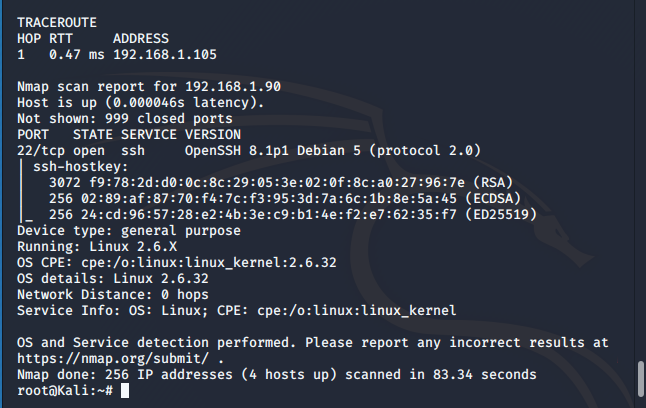 TRACEROUTE
HOP RTT     ADDRESS
1   0.47 ms 192.168.1.105

Nmap scan report for 192.168.1.90
Host is up (0.000046s latency).
Not shown: 999 closed ports
PORT   STATE SERVICE VERSION
22/tcp open  ssh     OpenSSH 8.1p1 Debian 5 (protocol 2.0)
| ssh-hostkey:
|   3072 f9:78:2d:d0:0c:8c:29:05:3e:02:0f:8c:a0:27:96:7e (RSA)
|   256 02:89:af:87:70:f4:7c:f3:95:3d:7a:6c:1b:8e:5a:45 (ECDSA)
|_  256 24:cd:96:57:28:e2:4b:3e:c9:b1:4e:f2:e7:62:35:f7 (ED25519)
Device type: general purpose
Running: Linux 2.6.X
OS CPE: cpe:/o:linux:linux_kernel:2.6.32
OS details: Linux 2.6.32
Network Distance: 0 hops
Service Info: OS: Linux; CPE: cpe:/o:linux:linux_kernel

OS and Service detection performed. Please report any incorrect results at
https://nmap.org/submit/ .
Nmap done: 256 IP addresses (4 hosts up) scanned in 83.34 seconds
root@Kali:~#